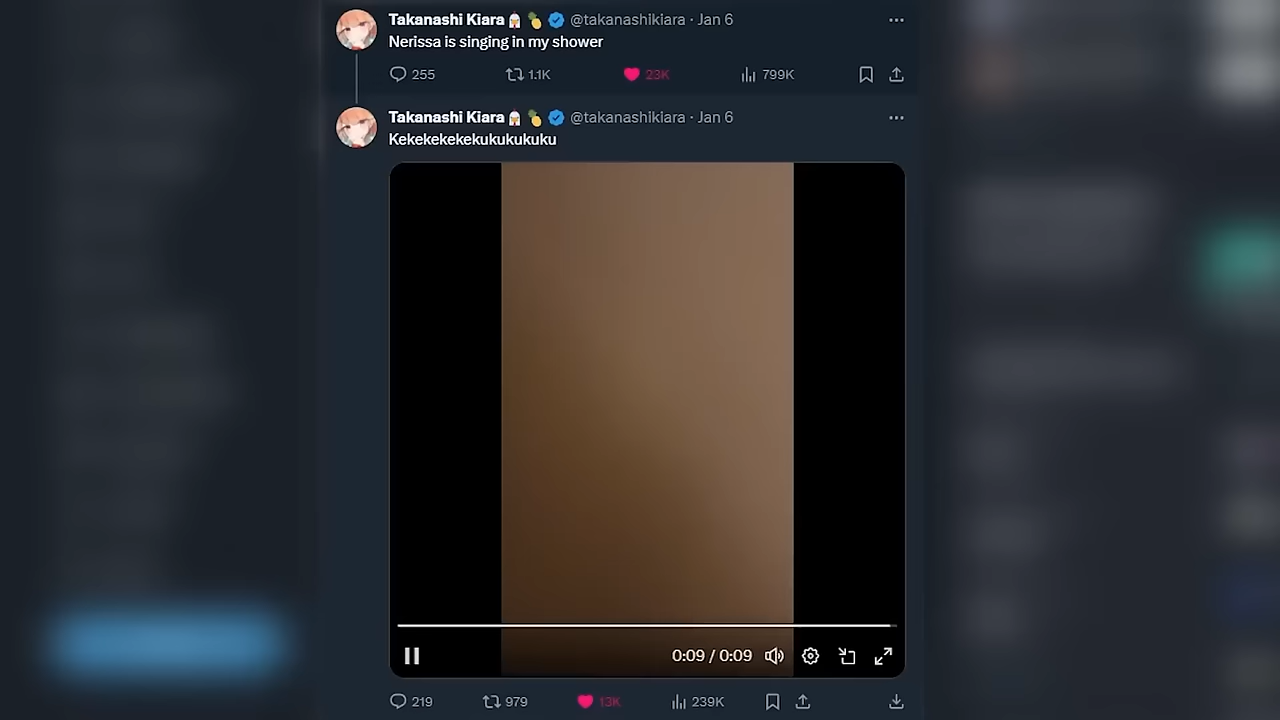 Takanashi Kiara🐔🍍 @takanashikiara · Jan 6
Nerissa is singing in my shower
255 1.1K 23K 799K
Takanashi Kiara🐔🍍 @takanashikiara · Jan 6
Kekekekekekukukukuku
0:09 / 0:09
219 979 13K 239K